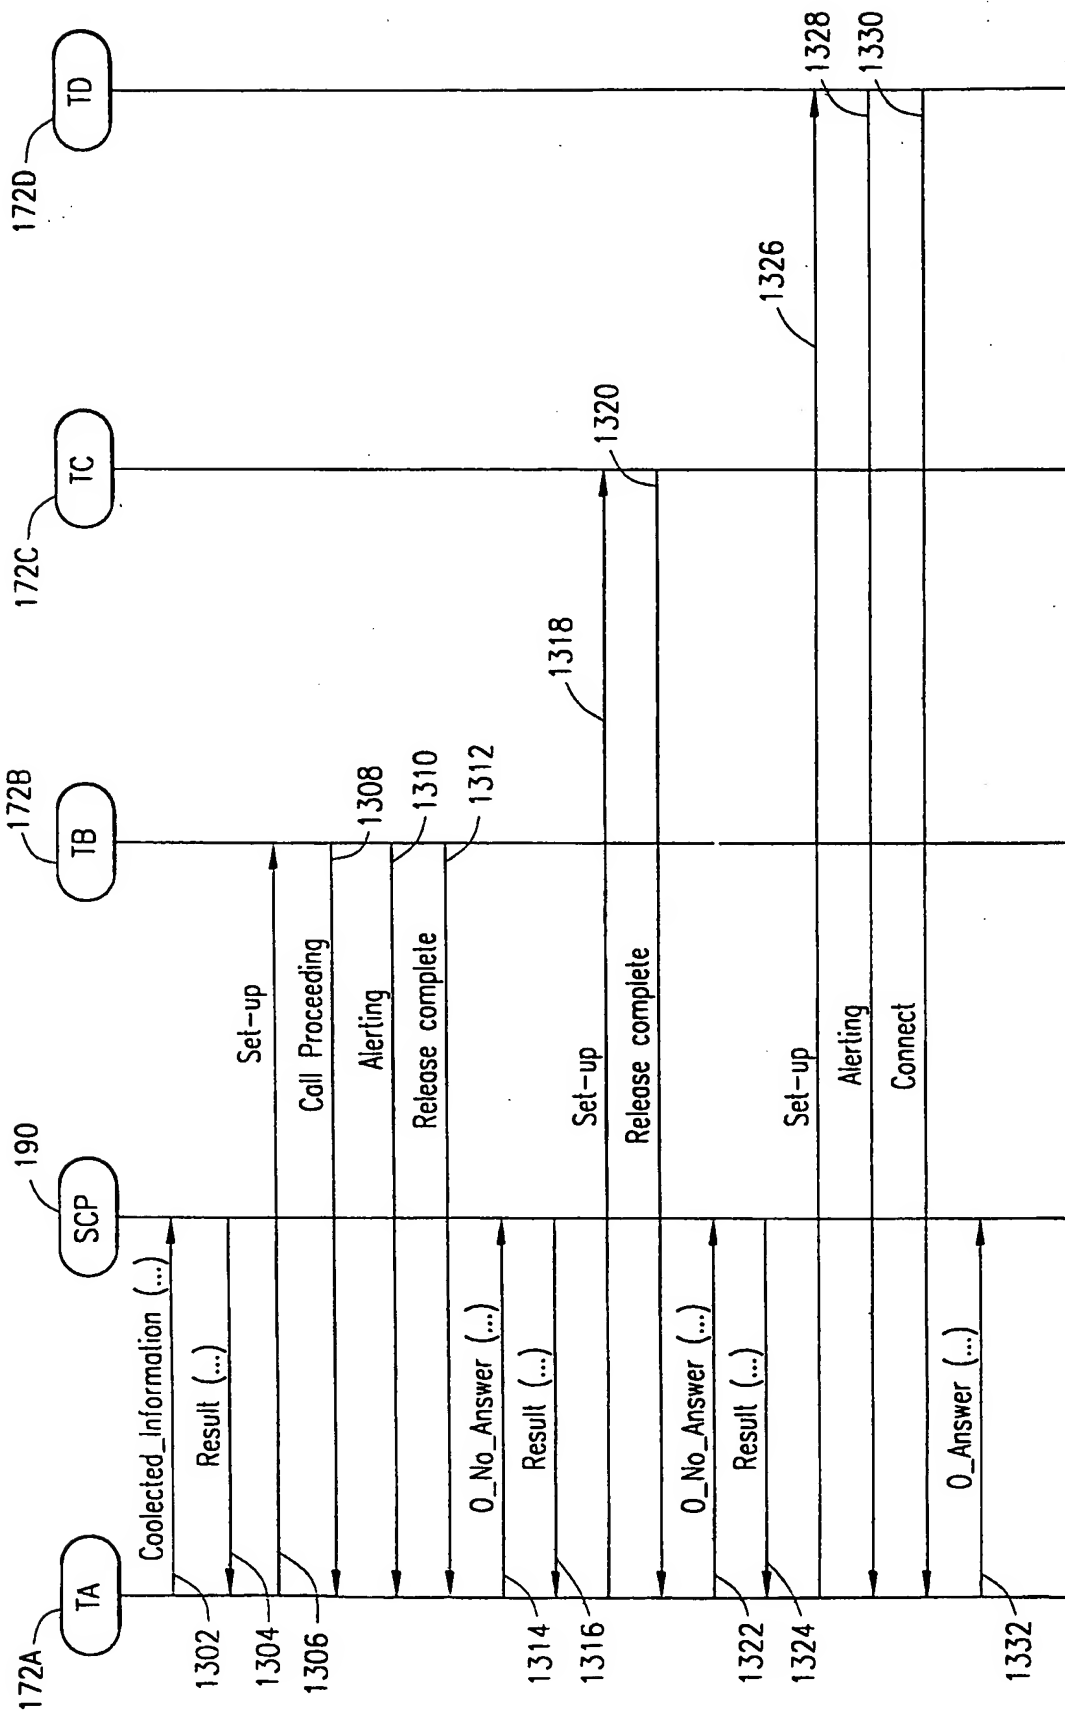 172A
TA
190
SCP
172B
TB
172C
TC
172D
TD
Coolected_Information (...)
1302
Result (...)
1304
Set-up
1306
Call Proceeding
1308
Alerting
1310
Release complete
1312
O_No_Answer (...)
1314
Result (...)
1316
Set-up
1318
Release complete
1320
O_No_Answer (...)
1322
Result (...)
1324
Set-up
1326
Alerting
1328
Connect
1330
O_Answer (...)
1332